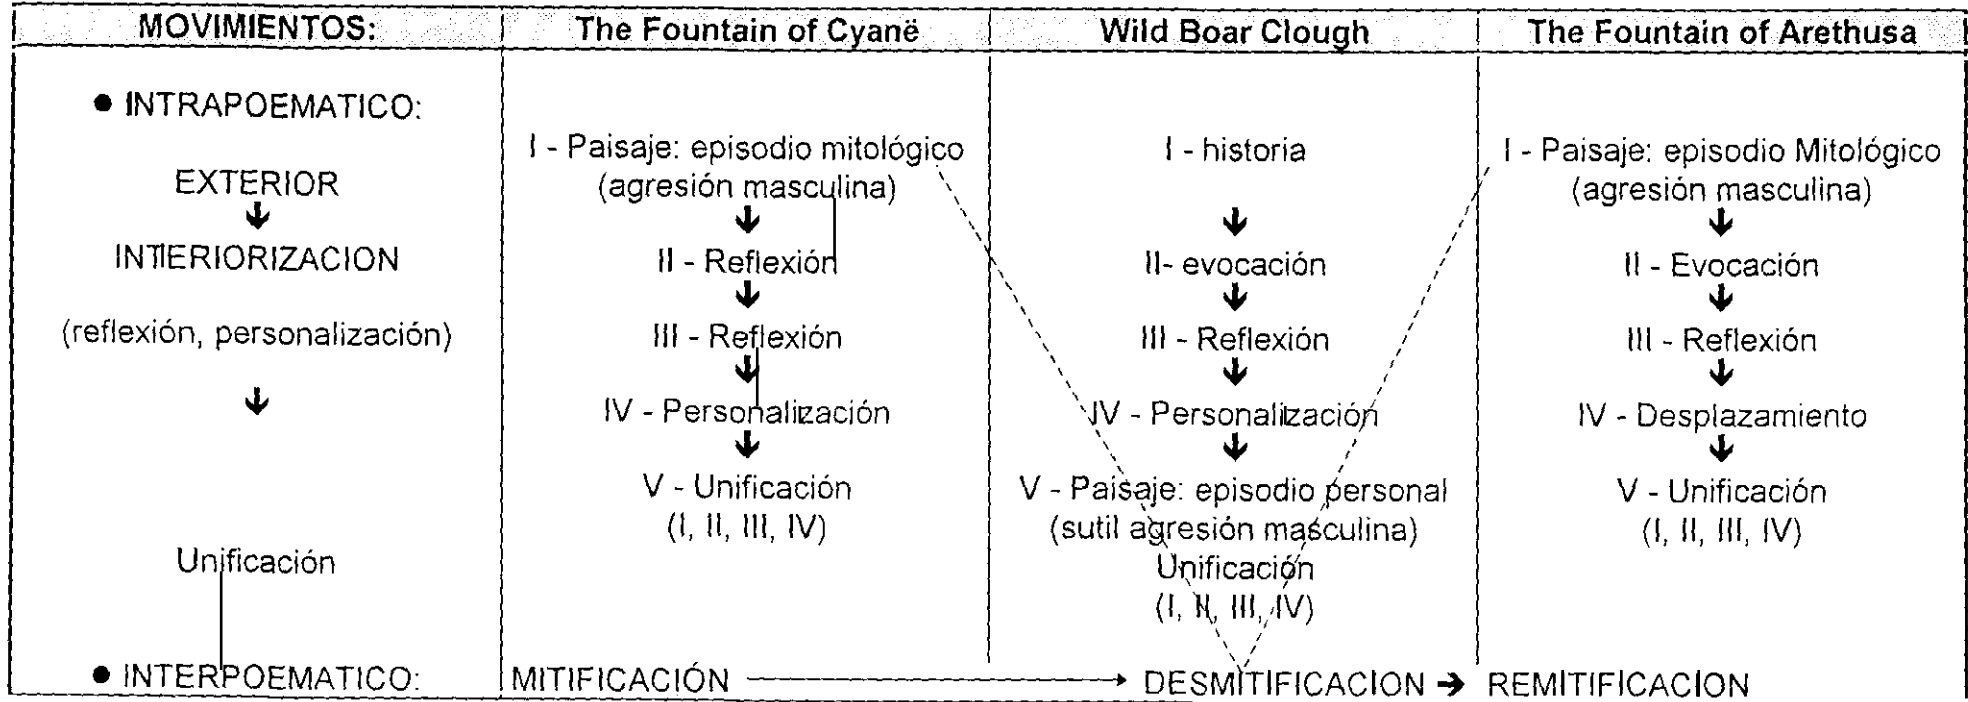 MOVIMIENTOS: The Fountain of Cyanë Wild Boar Clough The Fountain of Arethusa
● INTRAPOEMATICO:
I - Paisaje: episodio mitológico I - historia I - Paisaje: episodio Mitológico
EXTERIOR (agresión masculina) (agresión masculina)
INTIERIORIZACION II - Reflexión II- evocación II - Evocación
(reflexión, personalización) III - Reflexión III - Reflexión III - Reflexión
IV - Personalización IV - Personalización IV - Desplazamiento
V - Unificación V - Paisaje: episodio personal V - Unificación
(I, II, III, IV) (sutil agresión masculina) (I, II, III, IV)
Unificación Unificación
(I, II, III, IV)
● INTERPOEMATICO: MITIFICACIÓN → DESMITIFICACION → REMITIFICACION